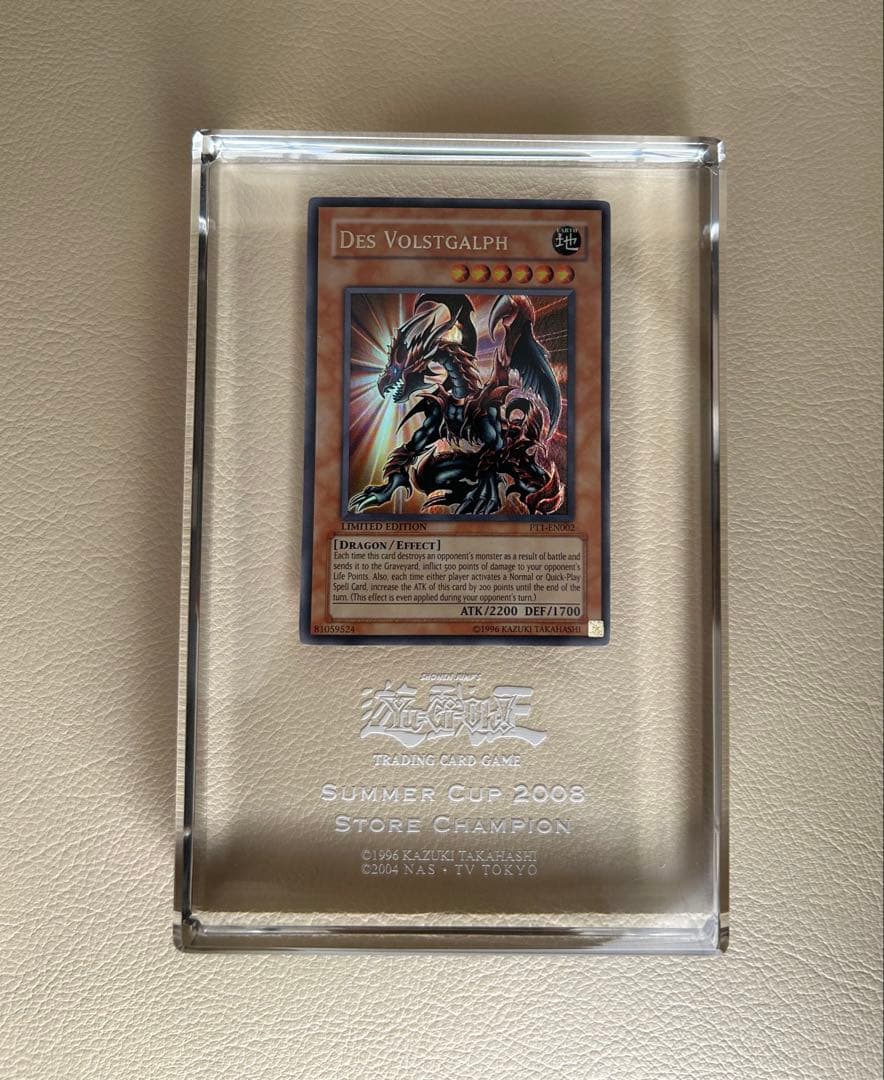 DES VOLSTGALPH
EARTH
地
LIMITED EDITION
PT1-EN002
[DRAGON/EFFECT]
Each time this card destroys an opponent's monster as a result of battle and
sends it to the Graveyard, inflict 500 points of damage to your opponent's
Life Points. Also, each time either player activates a Normal or Quick-Play
Spell Card, increase the ATK of this card by 200 points until the end of the
turn. (This effect is even applied during your opponent's turn.)
ATK/2200 DEF/1700
81059524
©1996 KAZUKI TAKAHASHI
SHONEN JUMP'S
遊戯王
Yu-Gi-Oh!
TRADING CARD GAME
SUMMER CUP 2008
STORE CHAMPION
©1996 KAZUKI TAKAHASHI
©2004 NAS • TV TOKYO